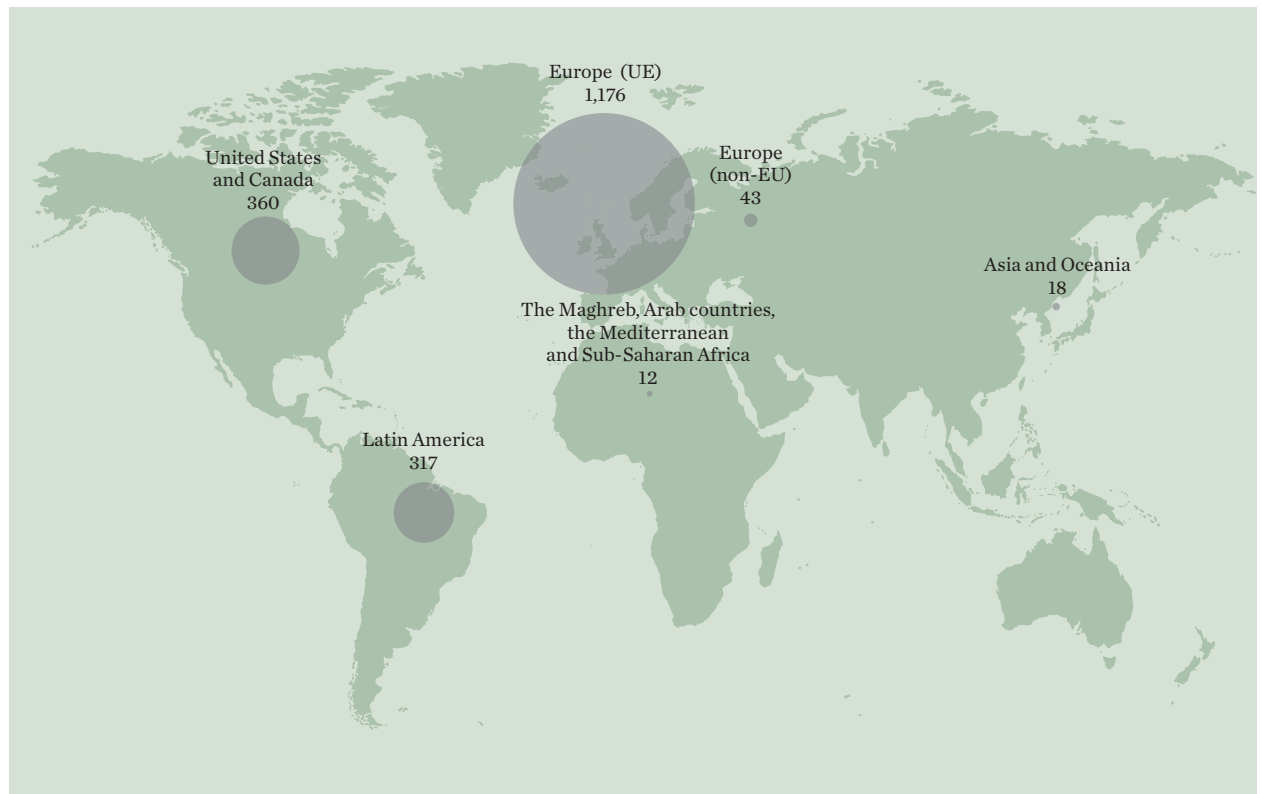 Europe (UE)
1,176
United States
and Canada
360
Europe
(non-EU)
43
Asia and Oceania
18
The Maghreb, Arab countries,
the Mediterranean
and Sub-Saharan Africa
12
Latin America
317